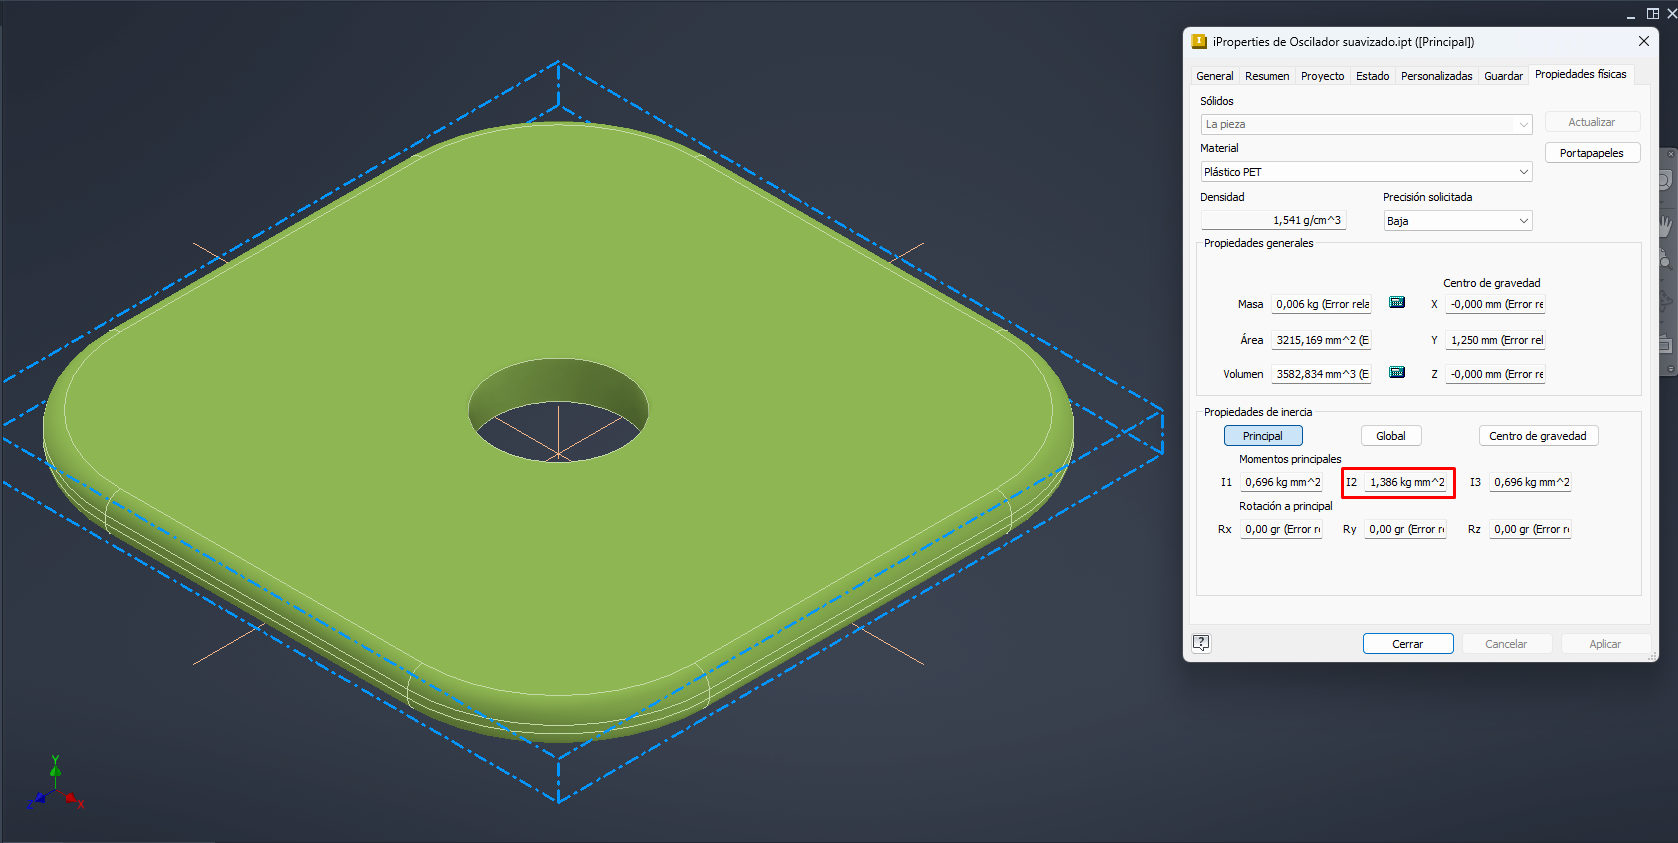 iProperties de Oscilador suavizado.ipt ([Principal])
General Resumen Proyecto Estado Personalizadas Guardar Propiedades físicas
Sólidos
La pieza
Actualizar
Material
Portapapeles
Plástico PET
Densidad Precisión solicitada
1,541 g/cm^3 Baja
Propiedades generales
Centro de gravedad
Masa 0,006 kg (Error rela X -0,000 mm (Error re
Área 3215,169 mm^2 (E Y 1,250 mm (Error rel
Volumen 3582,834 mm^3 (E Z -0,000 mm (Error re
Propiedades de inercia
Principal Global Centro de gravedad
Momentos principales
I1 0,696 kg mm^2 I2 1,386 kg mm^2 I3 0,696 kg mm^2
Rotación a principal
Rx 0,00 gr (Error r Ry 0,00 gr (Error r Rz 0,00 gr (Error r
? Cerrar Cancelar Aplicar
Y
Z X